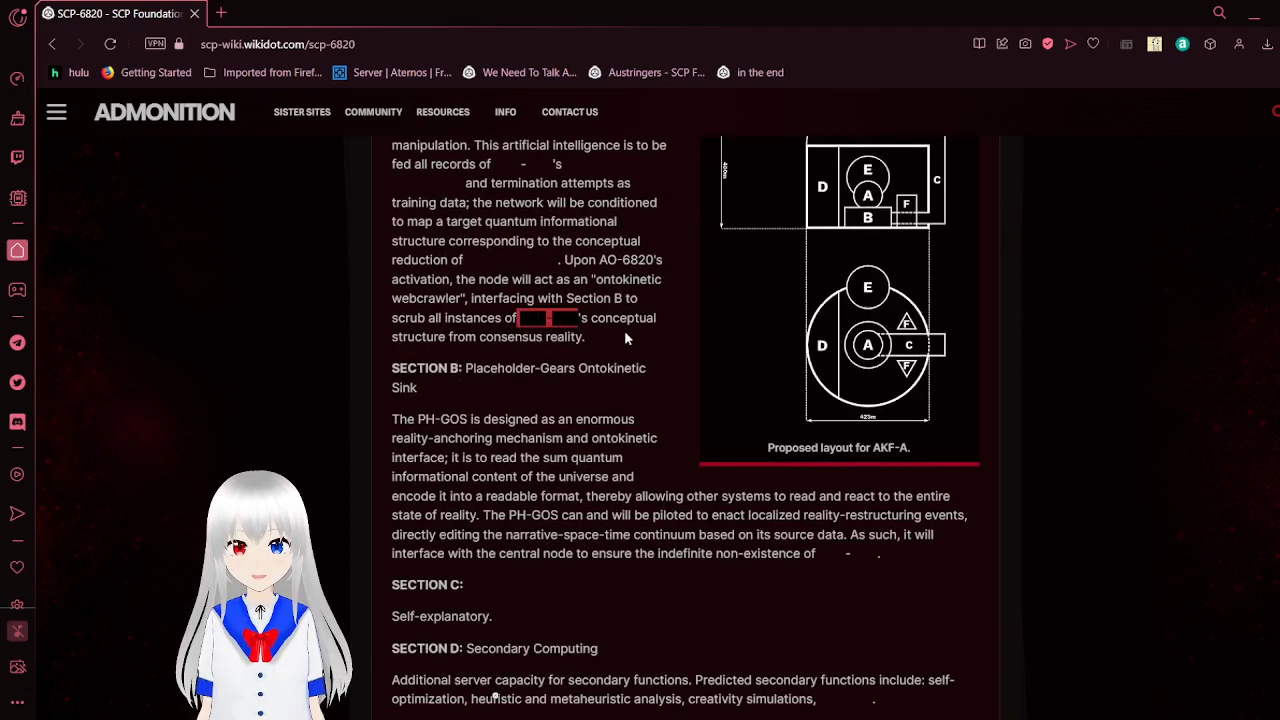 SCP-6820 - SCP Foundatio
scp-wiki.wikidot.com/scp-6820
VPN
hulu
Getting Started
Imported from Firef...
Server | Aternos | Fr...
We Need To Talk A...
Austringers - SCP F...
in the end
ADMONITION
SISTER SITES
COMMUNITY
RESOURCES
INFO
CONTACT US
manipulation. This artificial intelligence is to be
fed all records of - 's
and termination attempts as
training data; the network will be conditioned
to map a target quantum informational
structure corresponding to the conceptual
reduction of . Upon AO-6820's
activation, the node will act as an "ontokinetic
webcrawler", interfacing with Section B to
scrub all instances of - 's conceptual
structure from consensus reality.
SECTION B: Placeholder-Gears Ontokinetic
Sink
The PH-GOS is designed as an enormous
reality-anchoring mechanism and ontokinetic
interface; it is to read the sum quantum
informational content of the universe and
encode it into a readable format, thereby allowing other systems to read and react to the entire
state of reality. The PH-GOS can and will be piloted to enact localized reality-restructuring events,
directly editing the narrative-space-time continuum based on its source data. As such, it will
interface with the central node to ensure the indefinite non-existence of - .
SECTION C:
Self-explanatory.
SECTION D: Secondary Computing
Additional server capacity for secondary functions. Predicted secondary functions include: self-
optimization, heuristic and metaheuristic analysis, creativity simulations, .
400m
D
E
A
B
F
C
E
D
A
F
C
F
423m
Proposed layout for AKF-A.